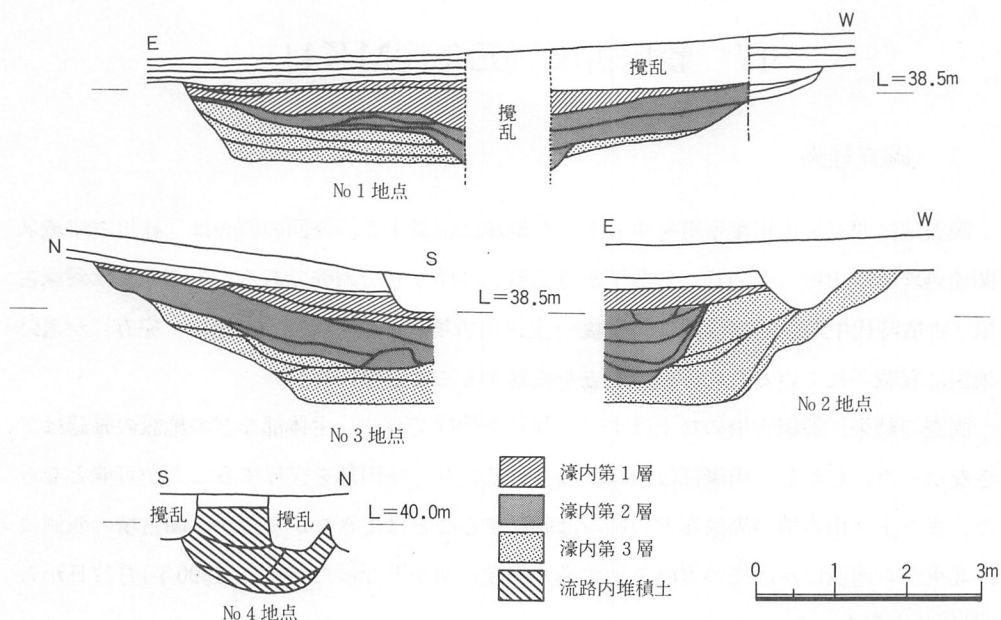 E
W
攪乱
L=38.5m
攪乱
No 1 地点
N
S
L=38.5m
No 3 地点
E
W
No 2 地点
S
N
攪乱
攪乱
L=40.0m
No 4 地点
濠内第1層
濠内第2層
濠内第3層
流路内堆積土
0 1 2 3m